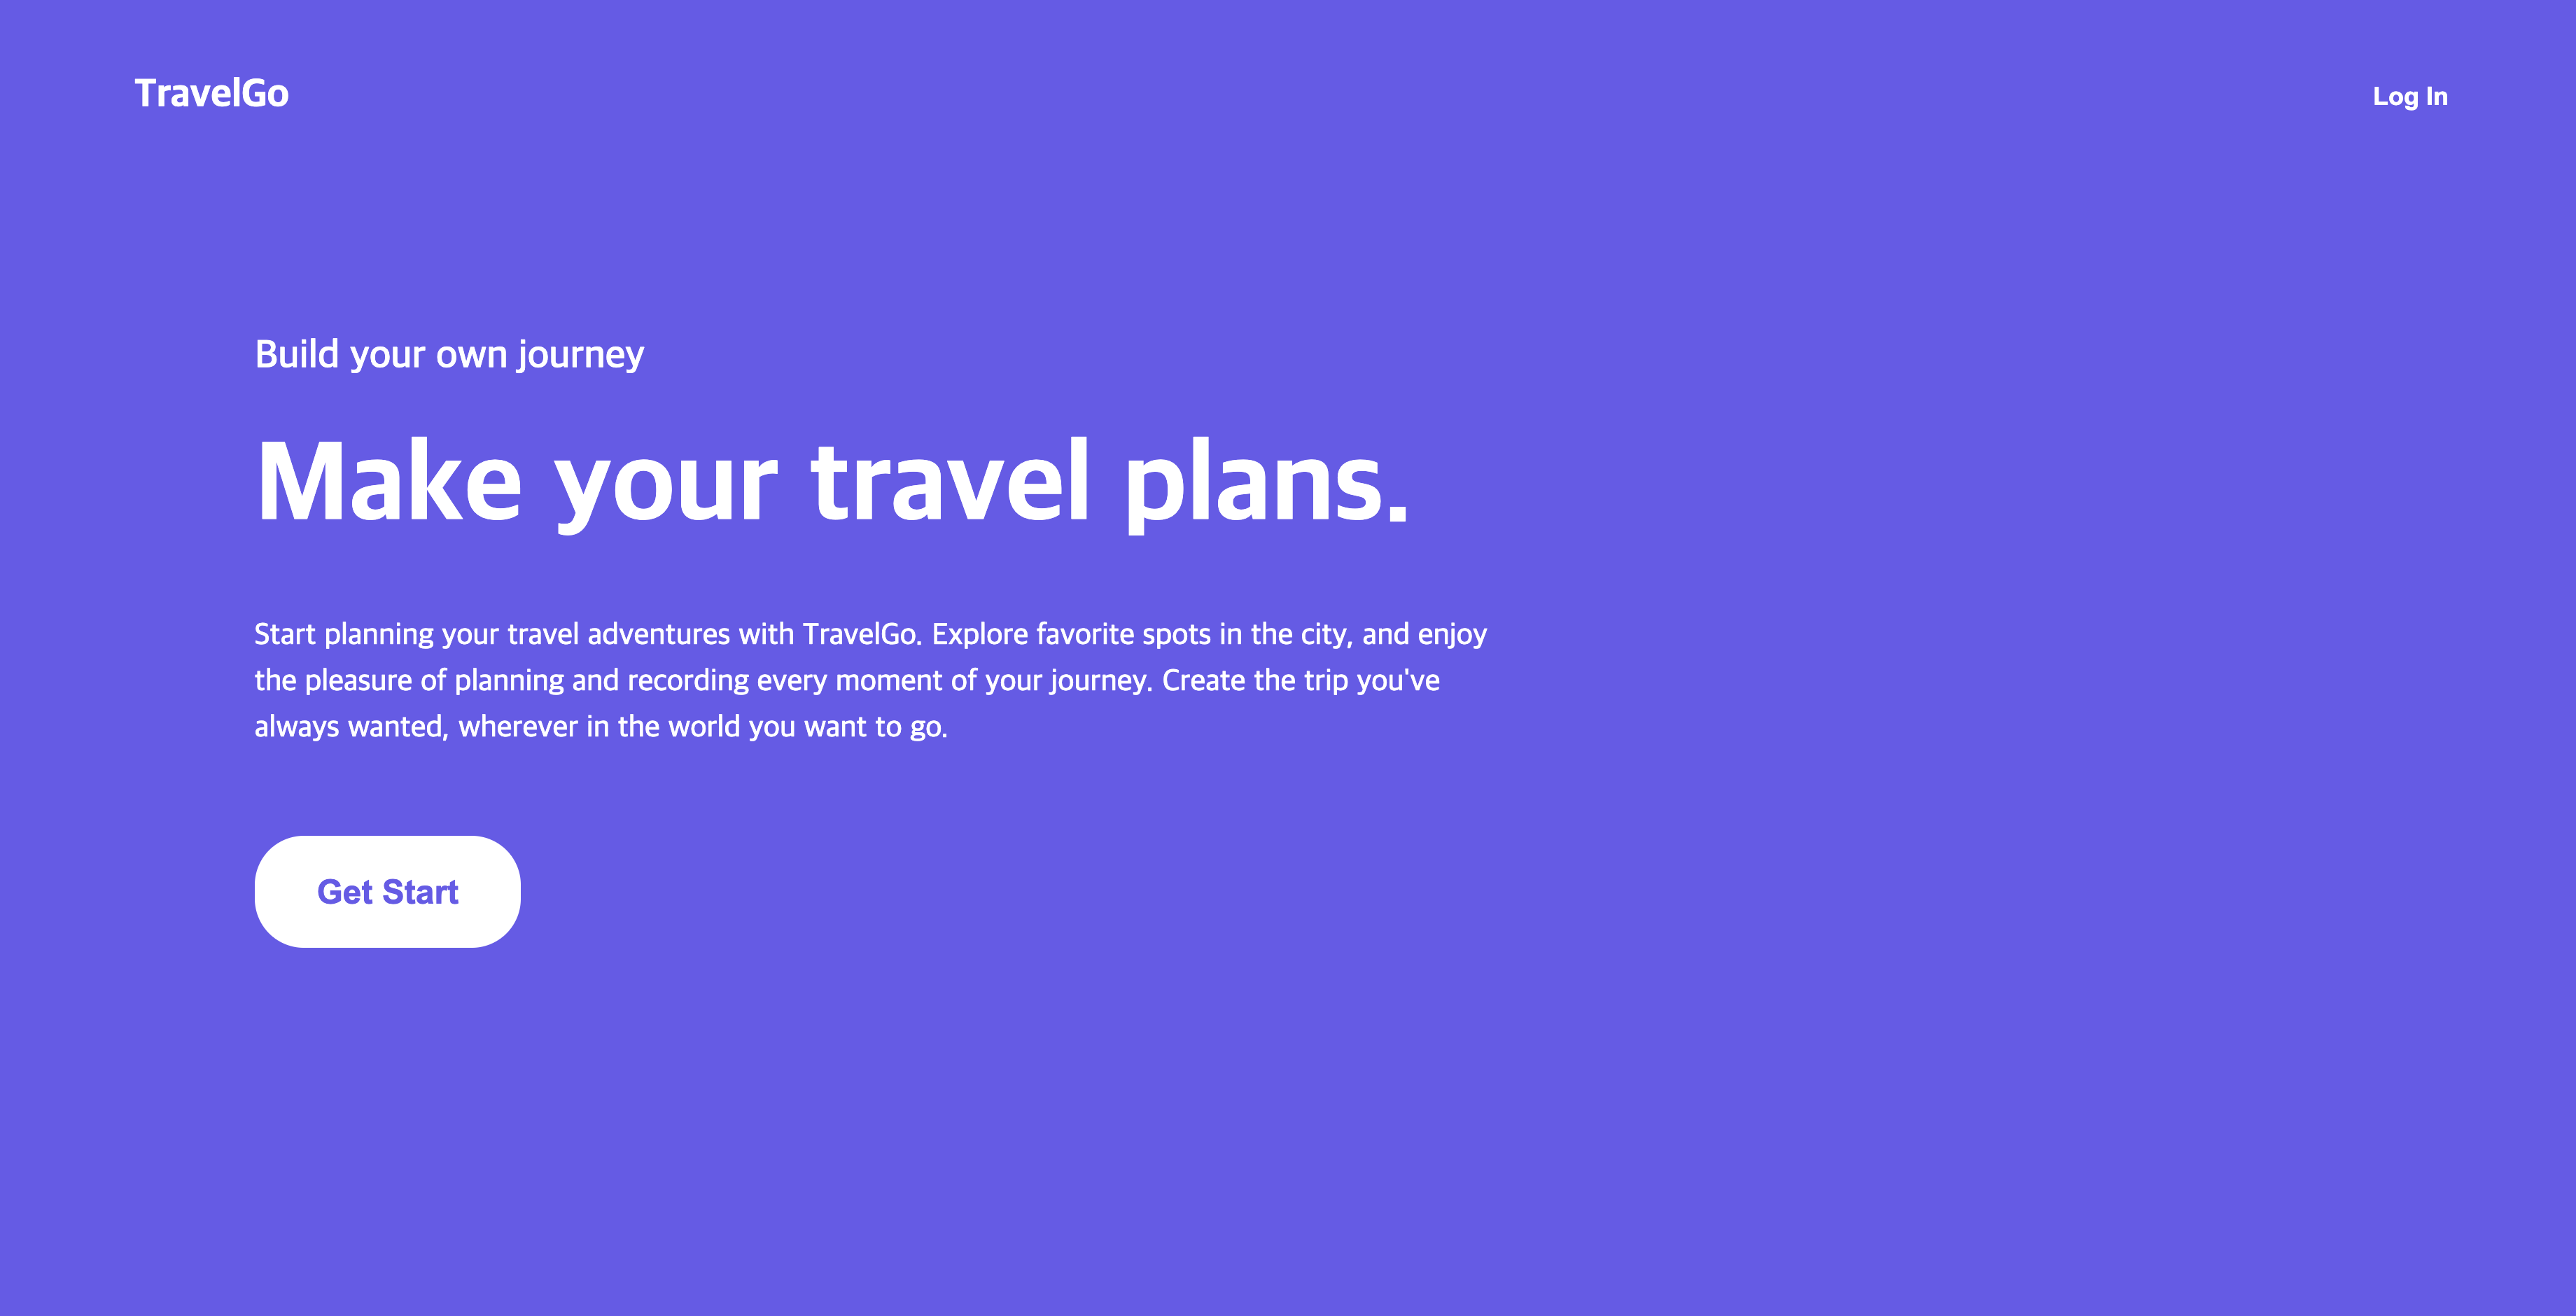 TravelGo
Log In
Build your own journey
Make your travel plans.
Start planning your travel adventures with TravelGo. Explore favorite spots in the city, and enjoy
the pleasure of planning and recording every moment of your journey. Create the trip you've
always wanted, wherever in the world you want to go.
Get Start